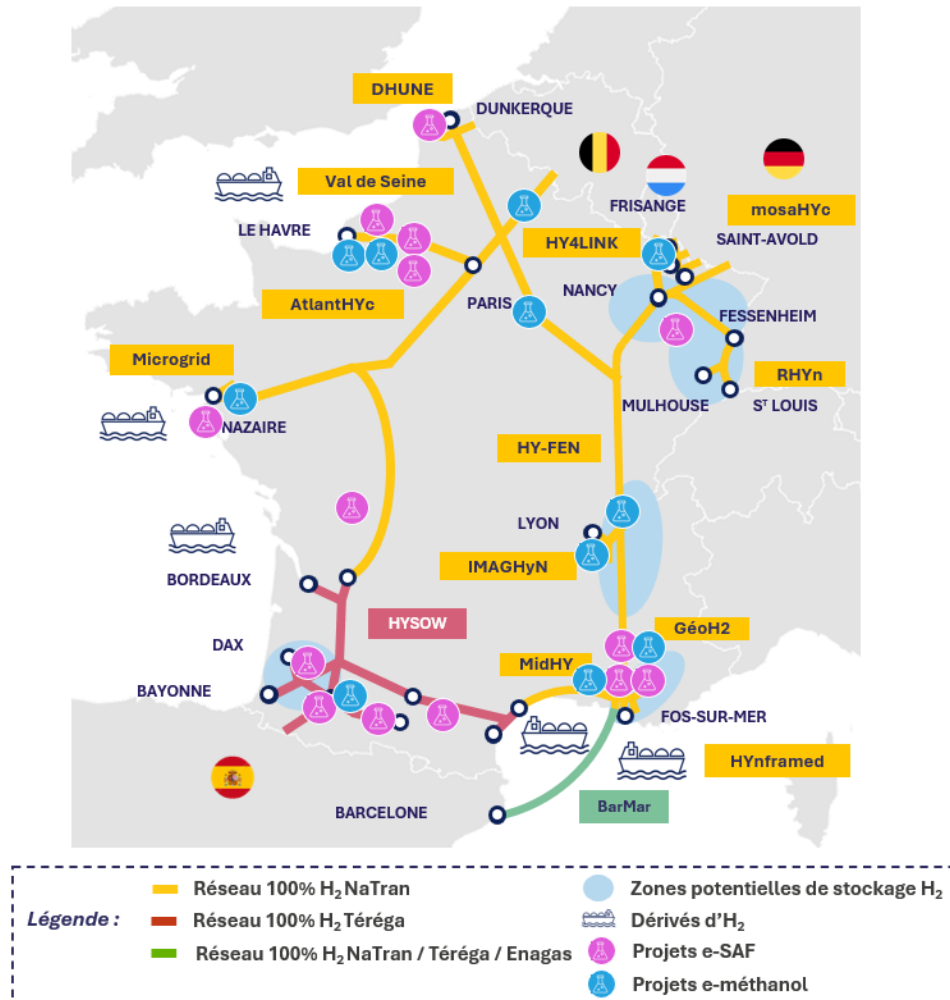 DHUNE
DUNKERQUE
Val de Seine
FRISANGE
mosaHYc
LE HAVRE
HY4LINK
SAINT-AVOLD
AtlantHYc
PARIS
NANCY
FESSENHEIM
Microgrid
RHYn
NAZAIRE
MULHOUSE
Sᵀ LOUIS
HY-FEN
LYON
IMAGHyN
BORDEAUX
HYSOW
GéoH2
DAX
MidHY
BAYONNE
FOS-SUR-MER
HYnframed
BARCELONE
BarMar
Légende :
Réseau 100% H₂ NaTran
Réseau 100% H₂ Téréga
Réseau 100% H₂ NaTran / Téréga / Enagas
Zones potentielles de stockage H₂
Dérivés d’H₂
Projets e-SAF
Projets e-méthanol